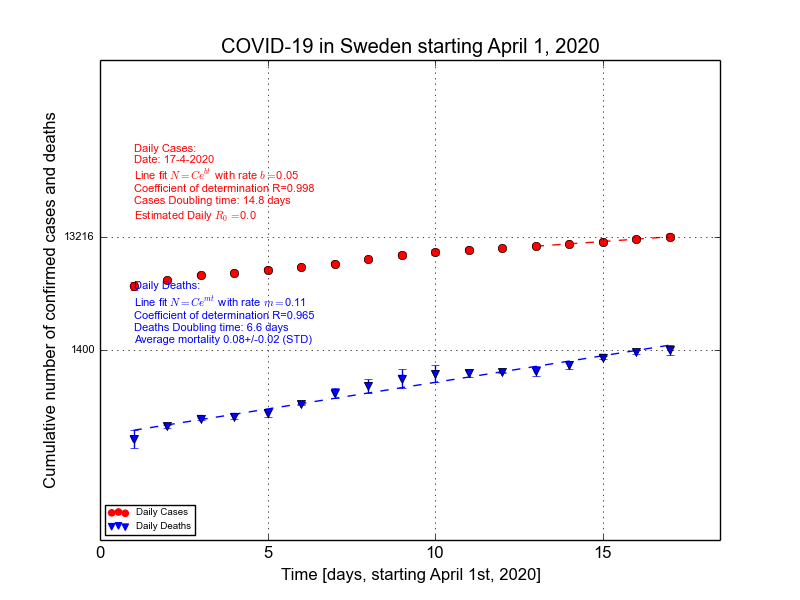 COVID-19 in Sweden starting April 1, 2020
Cumulative number of confirmed cases and deaths
Daily Cases:
Date: 17-4-2020
Line fit N = Ce^{bt} with rate b =0.05
Coefficient of determination R=0.998
Cases Doubling time: 14.8 days
Estimated Daily R_0 =0.0
13216
Daily Deaths:
Line fit N = Ce^{mt} with rate m =0.11
Coefficient of determination R=0.965
Deaths Doubling time: 6.6 days
Average mortality 0.08+/-0.02 (STD)
1400
Daily Cases
Daily Deaths
0 5 10 15
Time [days, starting April 1st, 2020]